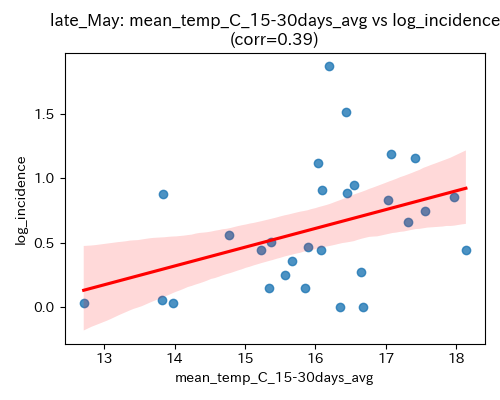 late_May: mean_temp_C_15-30days_avg vs log_incidence
(corr=0.39)
log_incidence
1.5
1.0
0.5
0.0
13 14 15 16 17 18
mean_temp_C_15-30days_avg